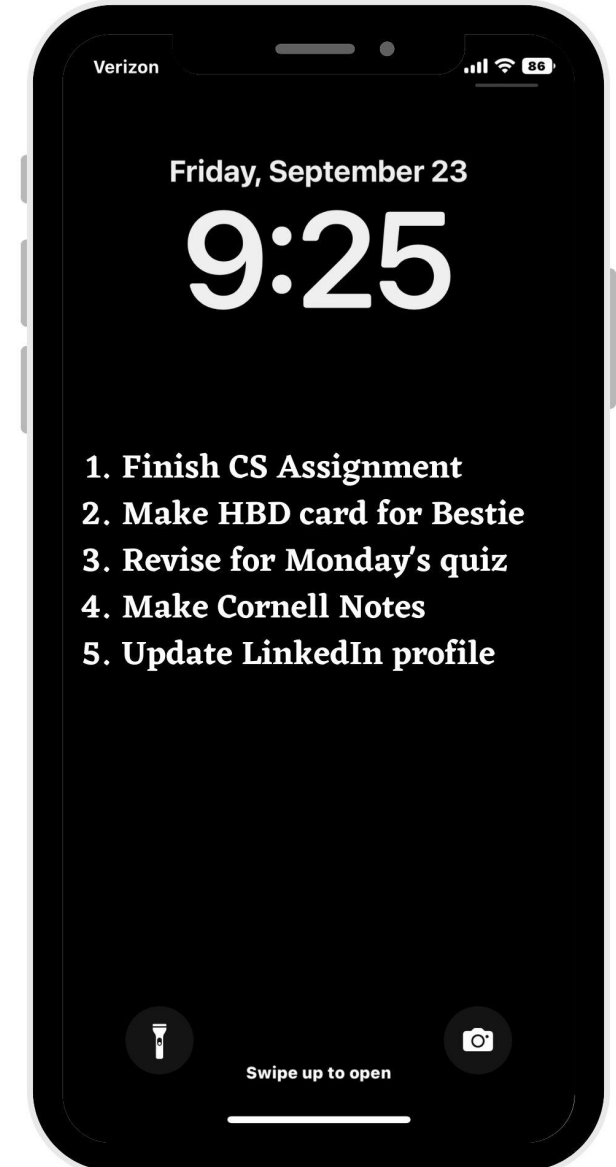 Verizon 86
Friday, September 23
9:25
1. Finish CS Assignment
2. Make HBD card for Bestie
3. Revise for Monday's quiz
4. Make Cornell Notes
5. Update LinkedIn profile
Swipe up to open